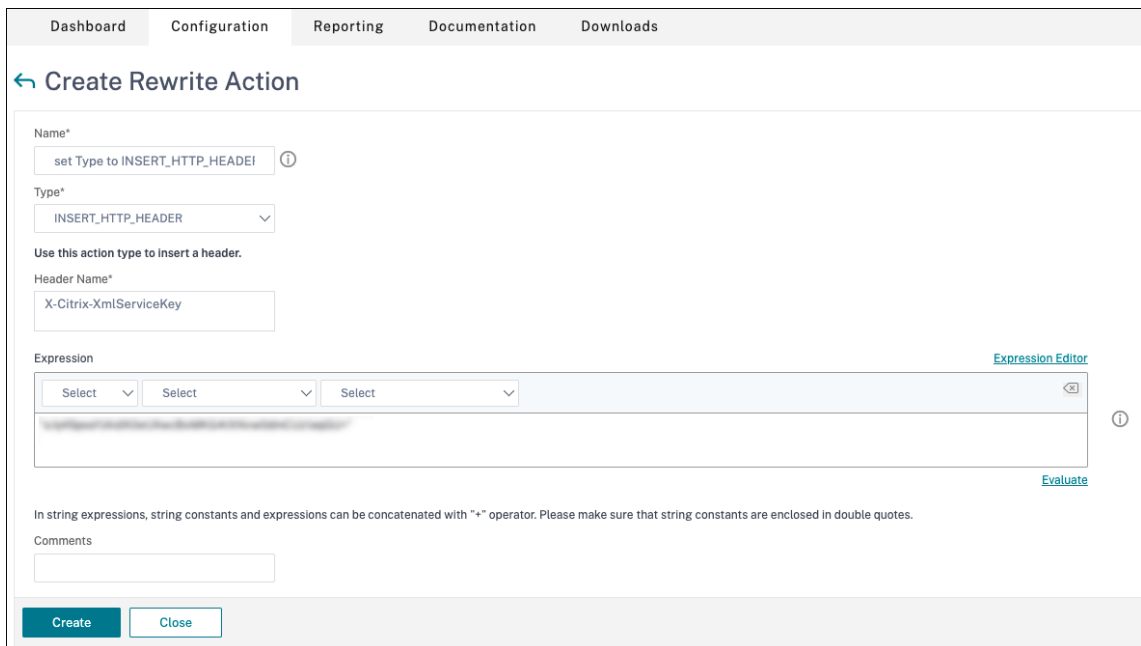 Dashboard Configuration Reporting Documentation Downloads
Create Rewrite Action
Name*
set Type to INSERT_HTTP_HEADER
Type*
INSERT_HTTP_HEADER
Use this action type to insert a header.
Header Name*
X-Citrix-XmlServiceKey
Expression Expression Editor
Select Select Select
Evaluate
In string expressions, string constants and expressions can be concatenated with "+" operator. Please make sure that string constants are enclosed in double quotes.
Comments
Create Close